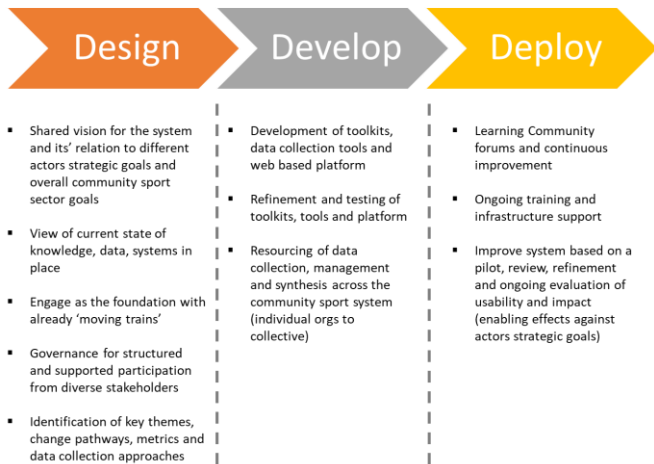 Design
Develop
Deploy
▪ Shared vision for the system
and its’ relation to different
actors strategic goals and
overall community sport
sector goals
▪ View of current state of
knowledge, data, systems in
place
▪ Engage as the foundation with
already ‘moving trains’
▪ Governance for structured
and supported participation
from diverse stakeholders
▪ Identification of key themes,
change pathways, metrics and
data collection approaches
▪ Development of toolkits,
data collection tools and
web based platform
▪ Refinement and testing of
toolkits, tools and platform
▪ Resourcing of data
collection, management
and synthesis across the
community sport system
(individual orgs to
collective)
▪ Learning Community
forums and continuous
improvement
▪ Ongoing training and
infrastructure support
▪ Improve system based on a
pilot, review, refinement
and ongoing evaluation of
usability and impact
(enabling effects against
actors strategic goals)